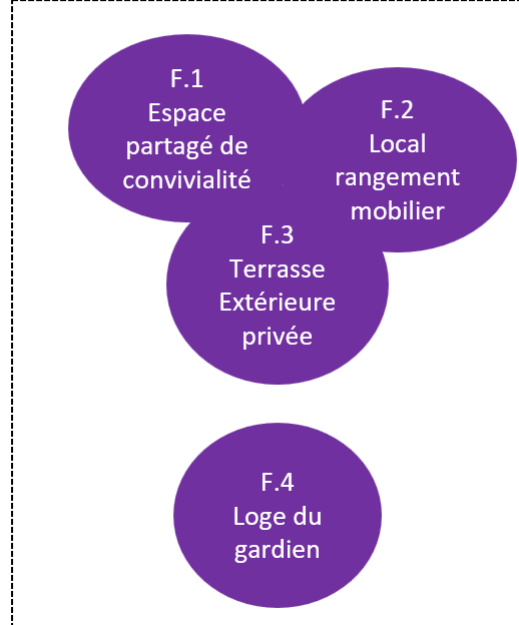 F.1
Espace
partagé de
convivialité
F.2
Local
rangement
mobilier
F.3
Terrasse
Extérieure
privée
F.4
Loge du
gardien